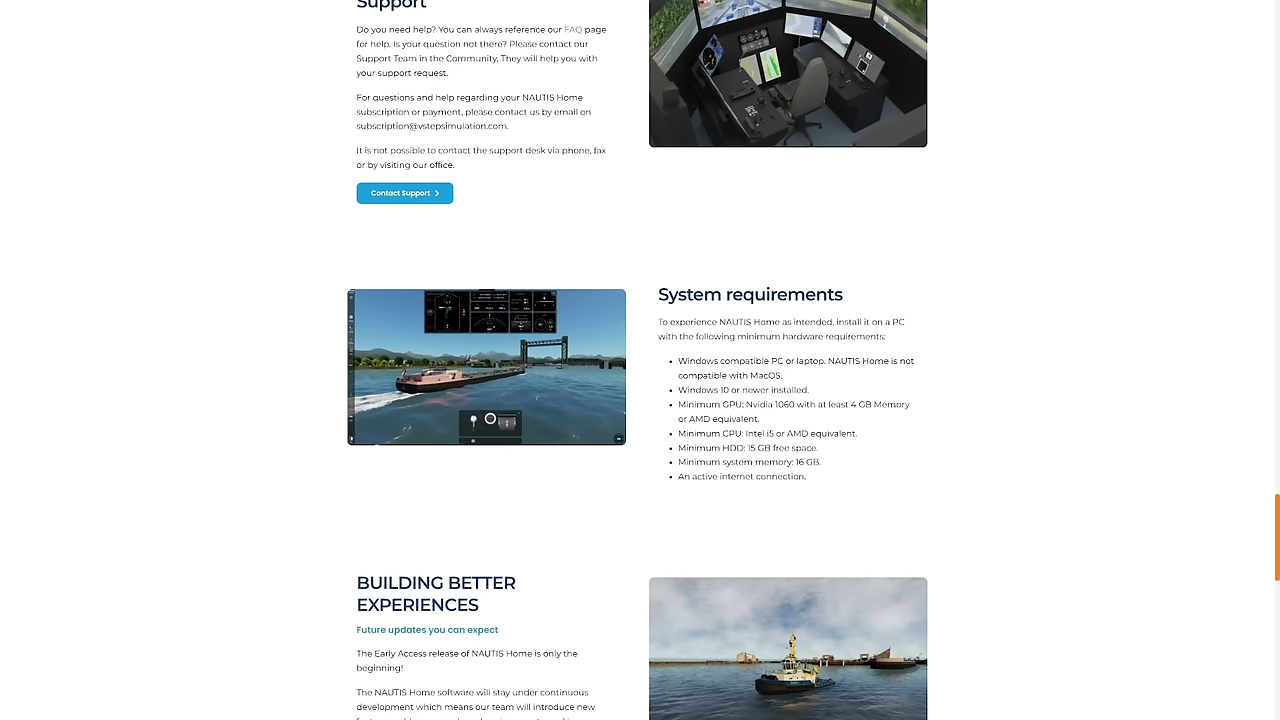 Support
Do you need help? You can always reference our FAQ page
for help. Is your question not there? Please contact our
Support Team in the Community, They will help you with
your support request.
For questions and help regarding your NAUTIS Home
subscription or payment, please contact us by email on
subscription@vstepsimulation.com.
It is not possible to contact the support desk via phone, fax
or by visiting our office.
Contact Support
System requirements
To experience NAUTIS Home as intended, install it on a PC
with the following minimum hardware requirements:
• Windows compatible PC or laptop. NAUTIS Home is not
compatible with MacOS.
• Windows 10 or newer installed.
• Minimum GPU; Nvidia 1060 with at least 4 GB Memory
or AMD equivalent.
• Minimum CPU: Intel i5 or AMD equivalent.
• Minimum HDD: 15 GB free space.
• Minimum system memory: 16 GB.
• An active internet connection.
BUILDING BETTER
EXPERIENCES
Future updates you can expect
The Early Access release of NAUTIS Home is only the
beginning!
The NAUTIS Home software will stay under continuous
development which means our team will introduce new